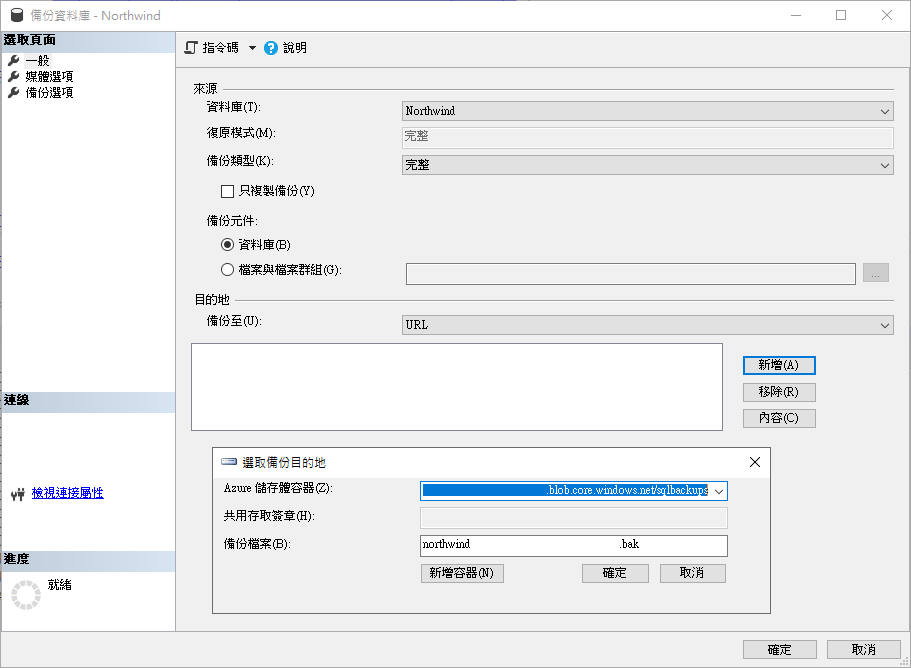 備份資料庫 - Northwind
選取頁面
一般
媒體選項
備份選項
連線
檢視連接屬性
進度
就緒
指令碼 說明
來源
資料庫(T): Northwind
復原模式(M): 完整
備份類型(K): 完整
只複製備份(Y)
備份元件:
資料庫(B)
檔案與檔案群組(G): ...
目的地
備份至(U): URL
新增(A)
移除(R)
內容(C)
選取備份目的地
Azure 儲存體容器(Z): .blob.core.windows.net/sqlbackups
共用存取簽章(H):
備份檔案(B): northwind .bak
新增容器(N) 確定 取消
確定 取消